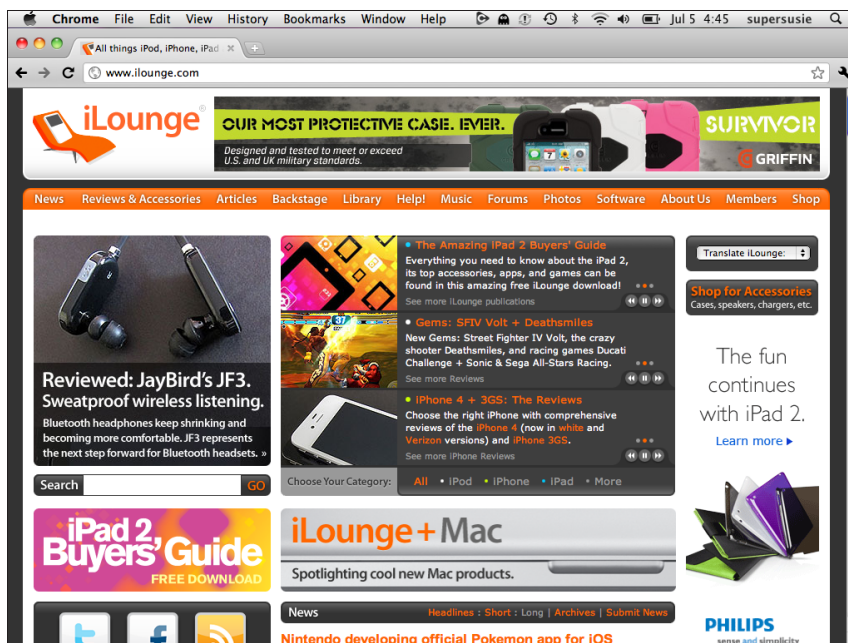 Chrome File Edit View History Bookmarks Window Help Jul 5 4:45 supersusie
All things iPod, iPhone, iPad
www.ilounge.com
iLounge
OUR MOST PROTECTIVE CASE. EVER.
Designed and tested to meet or exceed
U.S. and UK military standards.
SURVIVOR
GRIFFIN
News Reviews & Accessories Articles Backstage Library Help! Music Forums Photos Software About Us Members Shop
Reviewed: JayBird's JF3.
Sweatproof wireless listening.
Bluetooth headphones keep shrinking and
becoming more comfortable. JF3 represents
the next step forward for Bluetooth headsets. »
Search GO
The Amazing iPad 2 Buyers' Guide
Everything you need to know about the iPad 2,
its top accessories, apps, and games can be
found in this amazing free iLounge download!
See more iLounge publications
37
Gems: SFIV Volt + Deathsmiles
New Gems: Street Fighter IV Volt, the crazy
shooter Deathsmiles, and racing games Ducati
Challenge + Sonic & Sega All-Stars Racing.
See more Reviews
iPhone 4 + 3GS: The Reviews
Choose the right iPhone with comprehensive
reviews of the iPhone 4 (now in white and
Verizon versions) and iPhone 3GS.
See more iPhone Reviews
Choose Your Category: All • iPod • iPhone • iPad • More
Translate iLounge:
Shop for Accessories
Cases, speakers, chargers, etc.
The fun
continues
with iPad 2.
Learn more
PHILIPS
sense and simplicity
iPad 2
Buyers' Guide
FREE DOWNLOAD
iLounge+Mac
Spotlighting cool new Mac products.
News Headlines : Short : Long | Archives | Submit News
Nintendo developing official Pokemon app for iOS